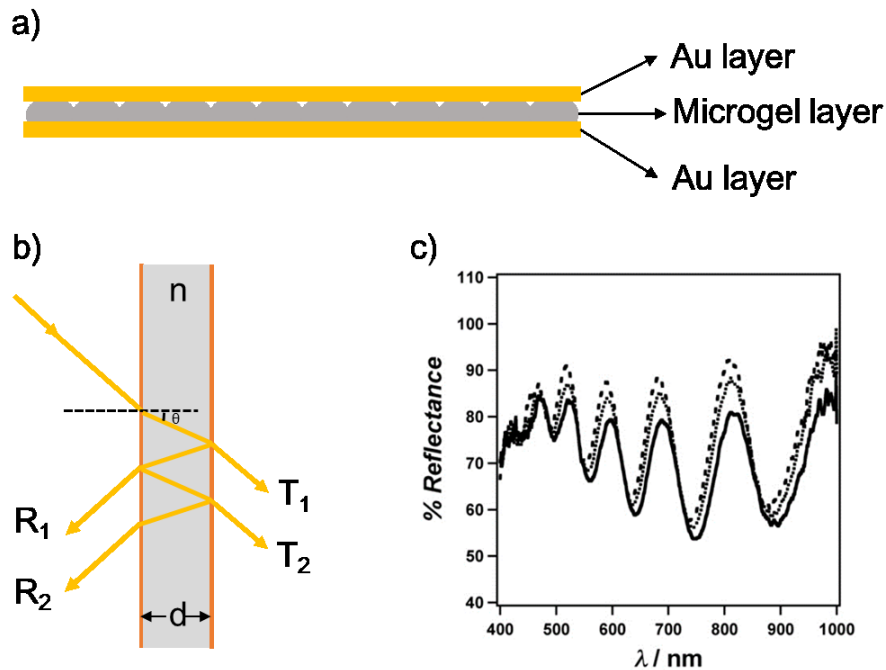 a)
Au layer
Microgel layer
Au layer
b)
n
θ
T1
R1
T2
R2
d
c)
% Reflectance
110
100
90
80
70
60
50
40
400 500 600 700 800 900 1000
λ / nm